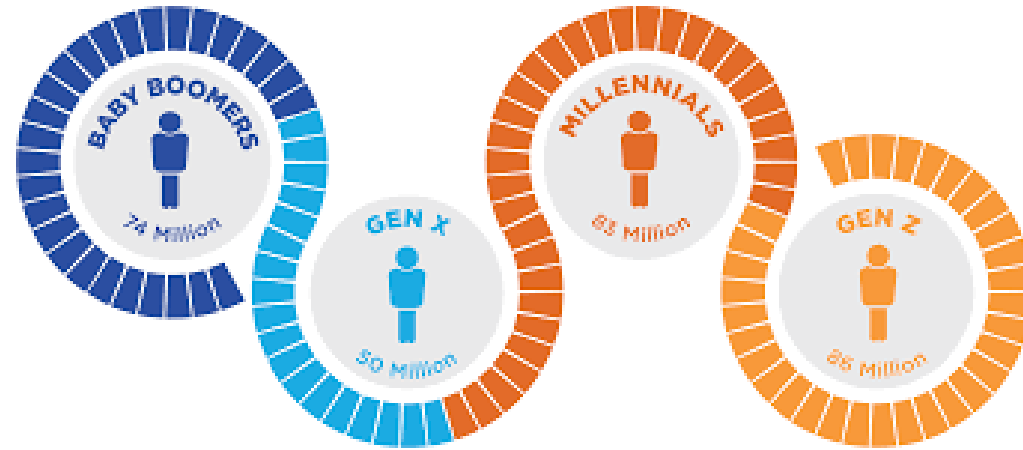 BABY BOOMERS
74 Million
GEN X
50 Million
MILLENNIALS
83 Million
GEN Z
86 Million